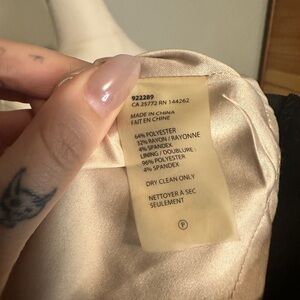 922289
CA 25772 RN 144262
MADE IN CHINA
FAIT EN CHINE
64% POLYESTER
32% RAYON / RAYONNE
4% SPANDEX
LINING / DOUBLURE :
96% POLYESTER
4% SPANDEX
DRY CLEAN ONLY
NETTOYER À SEC
SEULEMENT
P